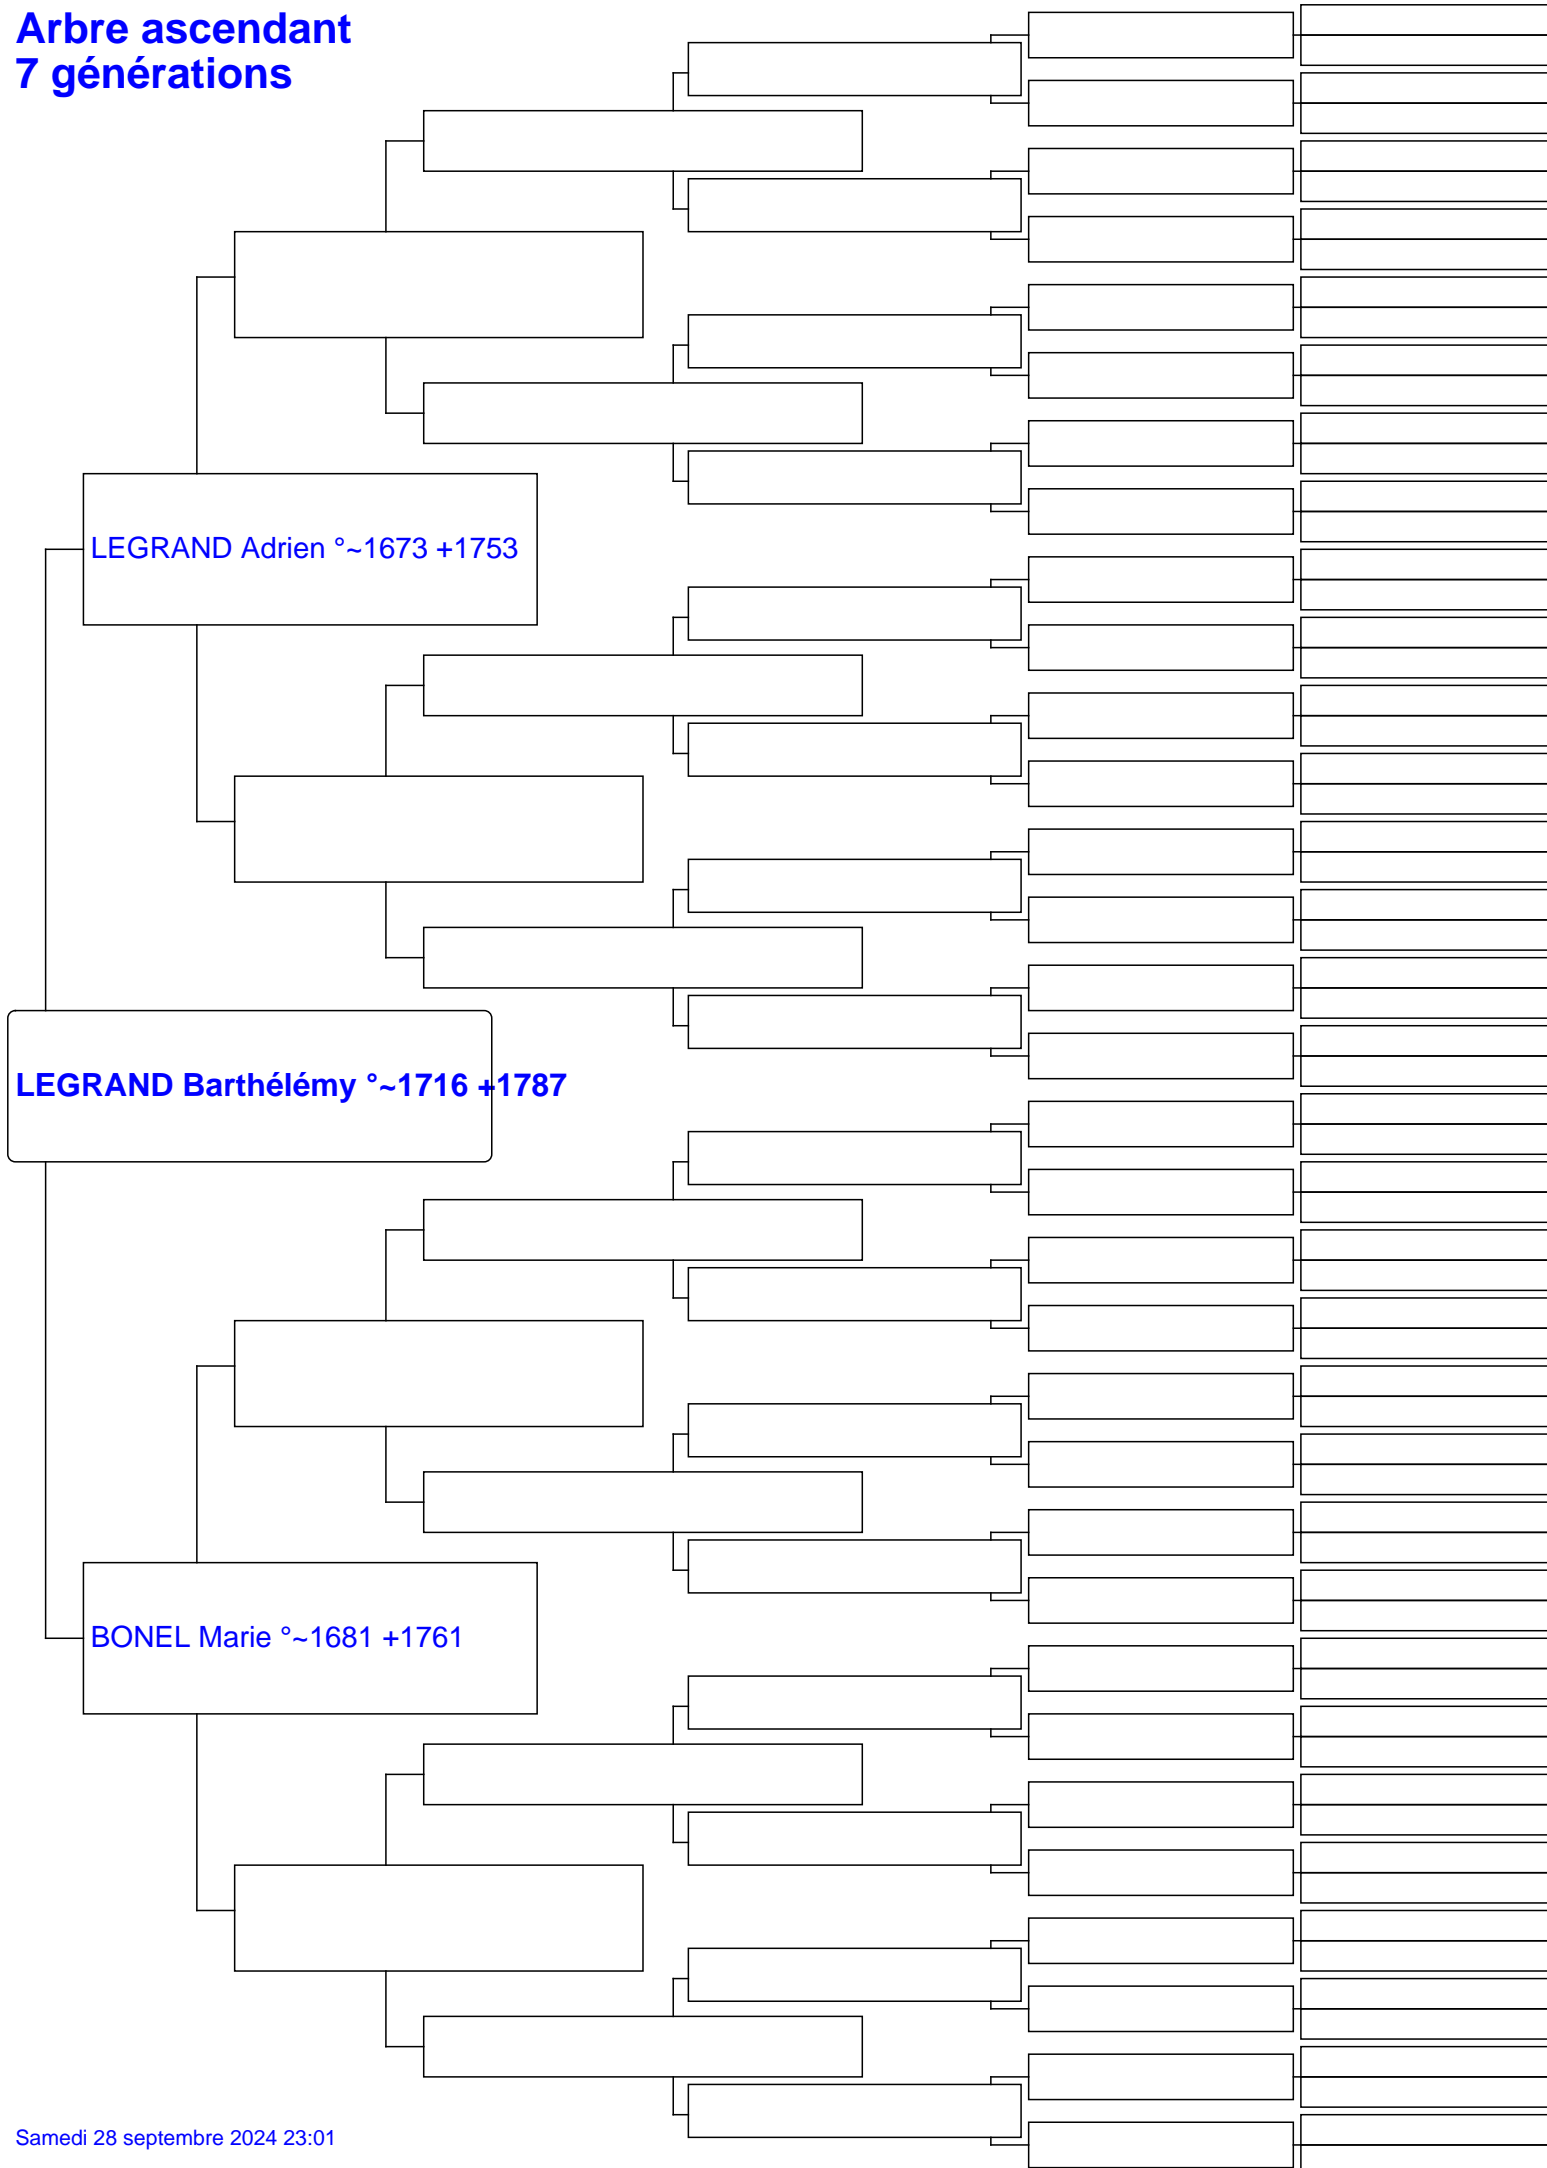 Arbre ascendant
7 générations
LEGRAND Adrien °~1673 +1753
LEGRAND Barthélémy °~1716 +1787
BONEL Marie °~1681 +1761
Samedi 28 septembre 2024 23:01